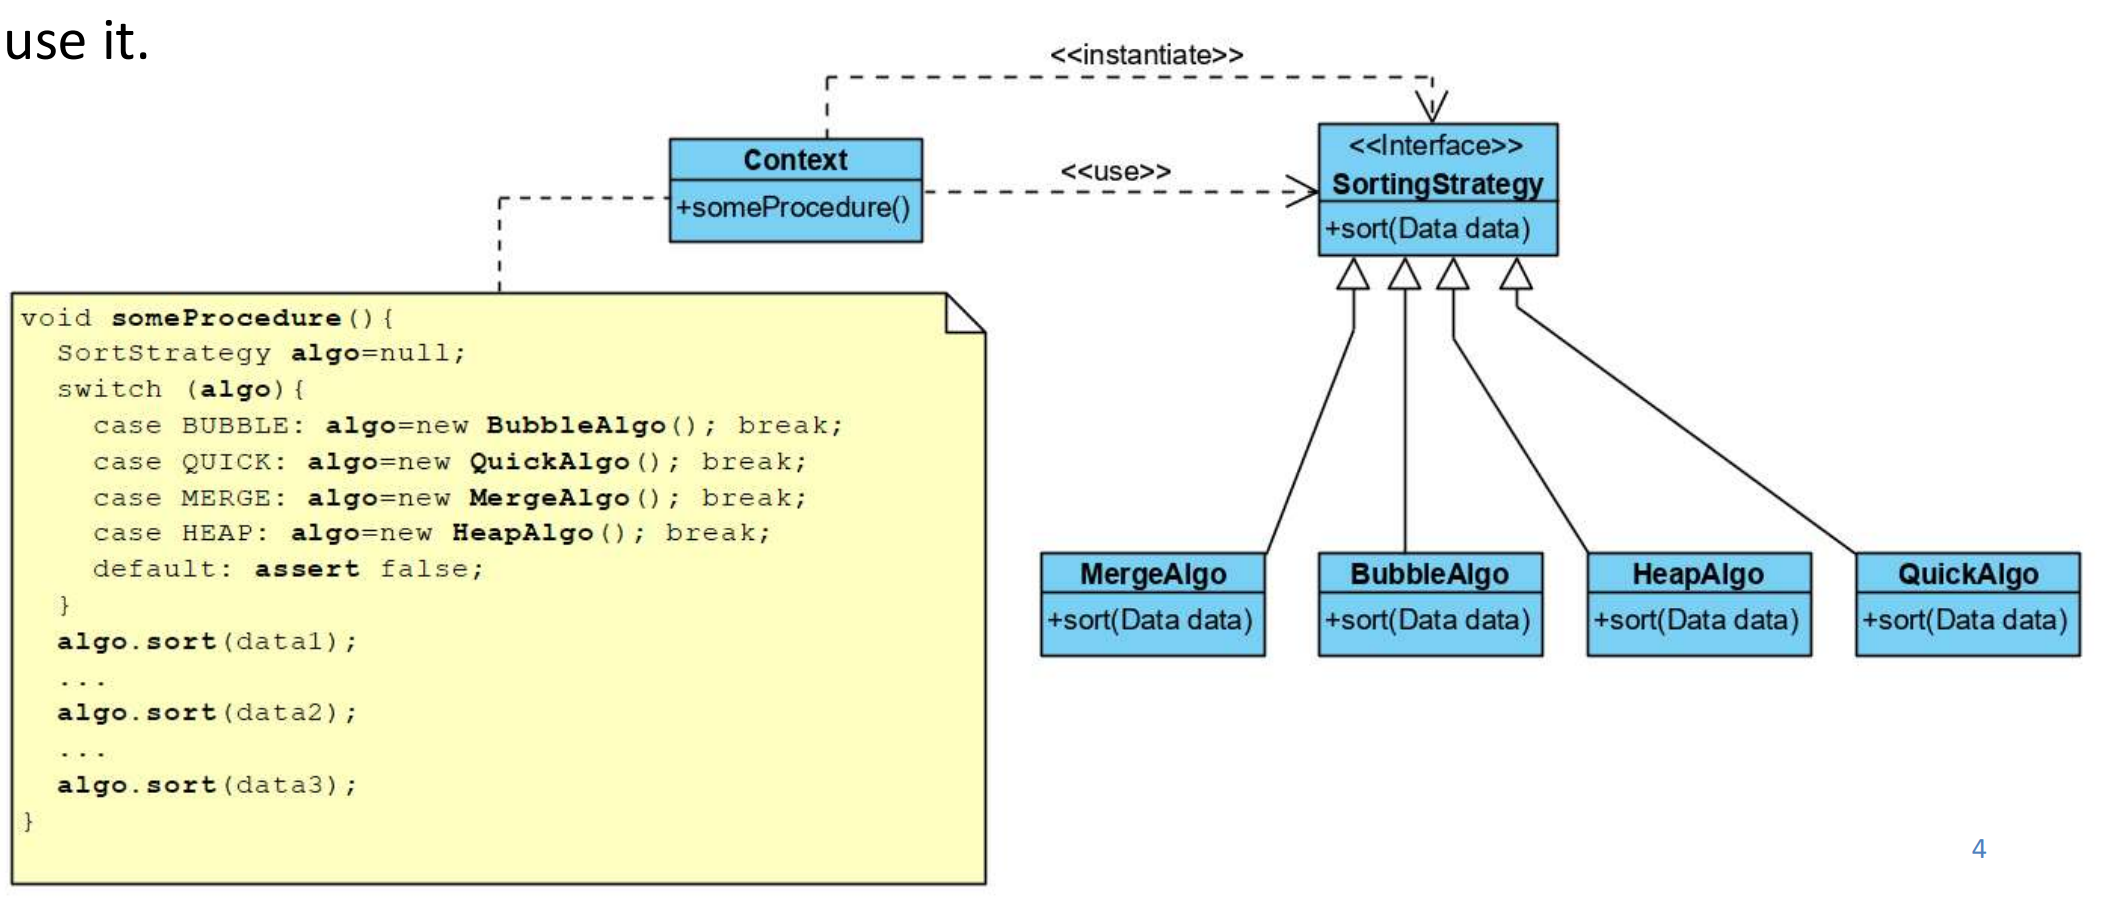 use it.
<<instantiate>>
Context
+someProcedure()
<<use>>
<<Interface>>
SortingStrategy
+sort(Data data)
void someProcedure(){
SortStrategy algo=null;
switch (algo){
case BUBBLE: algo=new BubbleAlgo(); break;
case QUICK: algo=new QuickAlgo(); break;
case MERGE: algo=new MergeAlgo(); break;
case HEAP: algo=new HeapAlgo(); break;
default: assert false;
}
algo.sort(data1);
...
algo.sort(data2);
...
algo.sort(data3);
}
MergeAlgo
+sort(Data data)
BubbleAlgo
+sort(Data data)
HeapAlgo
+sort(Data data)
QuickAlgo
+sort(Data data)
4